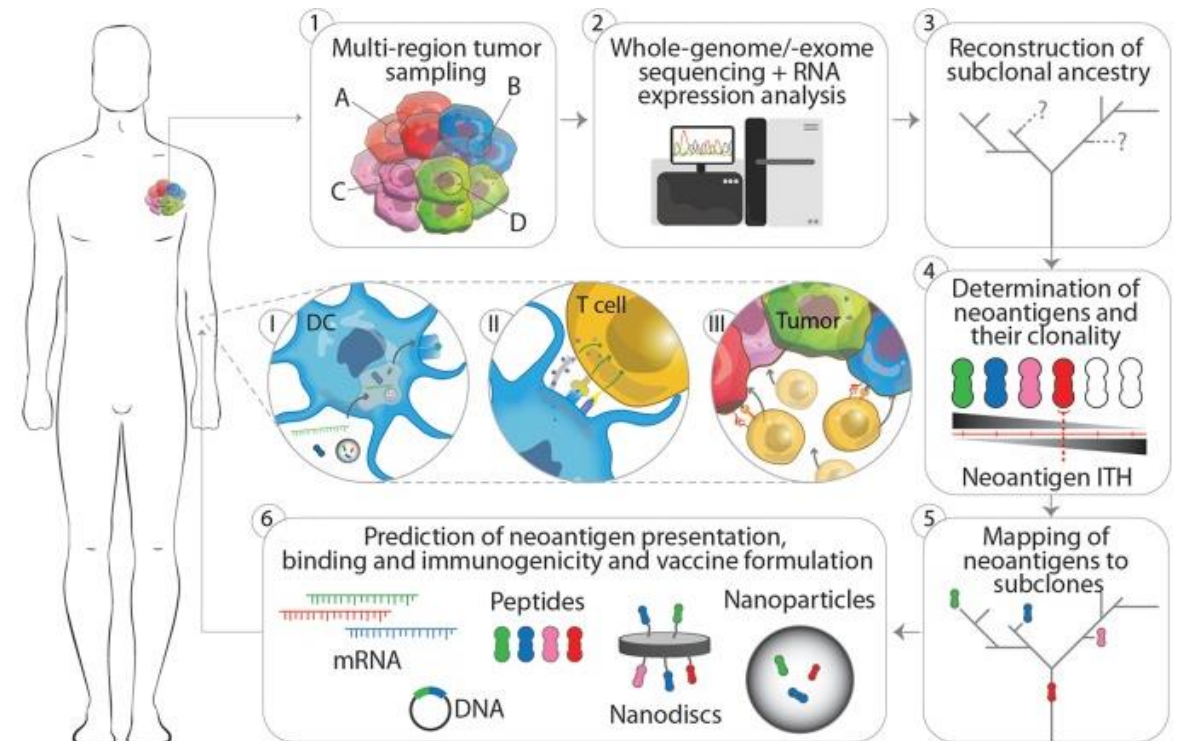 1
Multi-region tumor
sampling
A
B
C
D
2
Whole-genome/-exome
sequencing + RNA
expression analysis
3
Reconstruction of
subclonal ancestry
?
?
4
Determination of
neoantigens and
their clonality
Neoantigen ITH
I
DC
II
T cell
III
Tumor
5
Mapping of
neoantigens to
subclones
6
Prediction of neoantigen presentation,
binding and immunogenicity and vaccine formulation
mRNA
DNA
Peptides
Nanodiscs
Nanoparticles